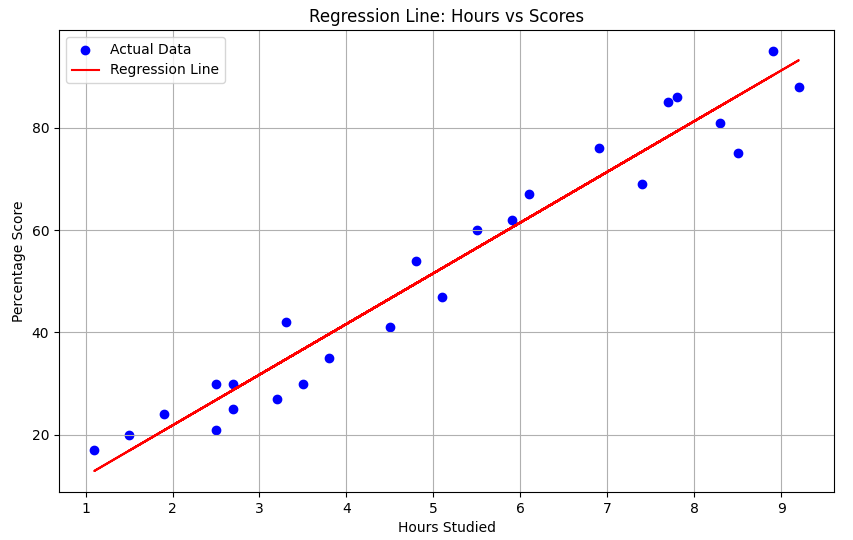 Regression Line: Hours vs Scores
Actual Data
Regression Line
Percentage Score
80
60
40
20
1 2 3 4 5 6 7 8 9
Hours Studied